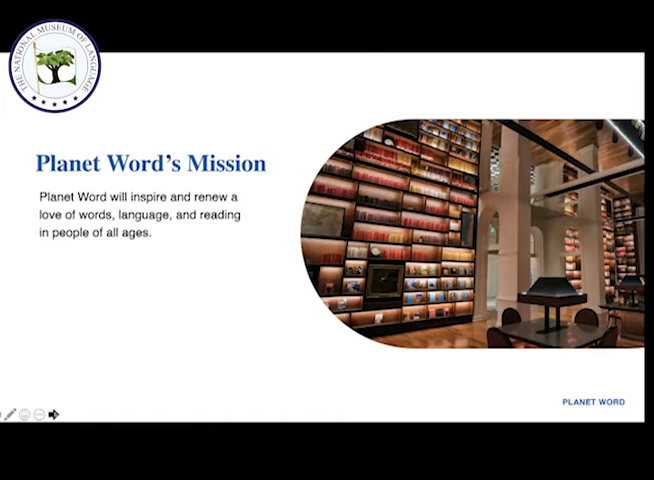 THE NATIONAL MUSEUM OF LANGUAGE
Planet Word's Mission
Planet Word will inspire and renew a
love of words, language, and reading
in people of all ages.
PLANET WORD